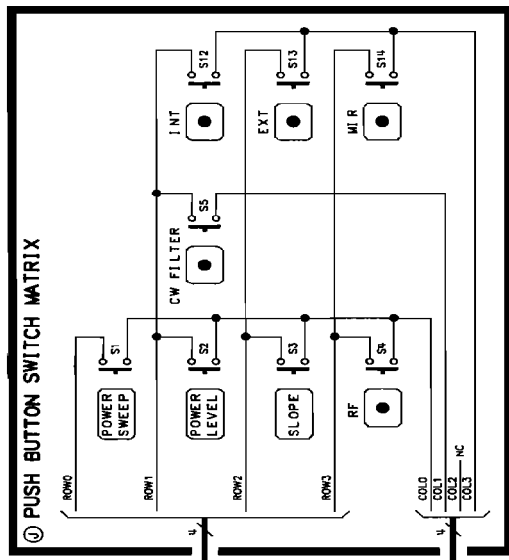 J PUSH BUTTON SWITCH MATRIX
S12
S13
S14
INT
EXT
MIR
S5
CW FILTER
S1
S2
S3
S4
POWER
SWEEP
POWER
LEVEL
SLOPE
RF
ROW0
ROW1
ROW2
ROW3
COL0
COL1
COL2
NC
COL3
4
4